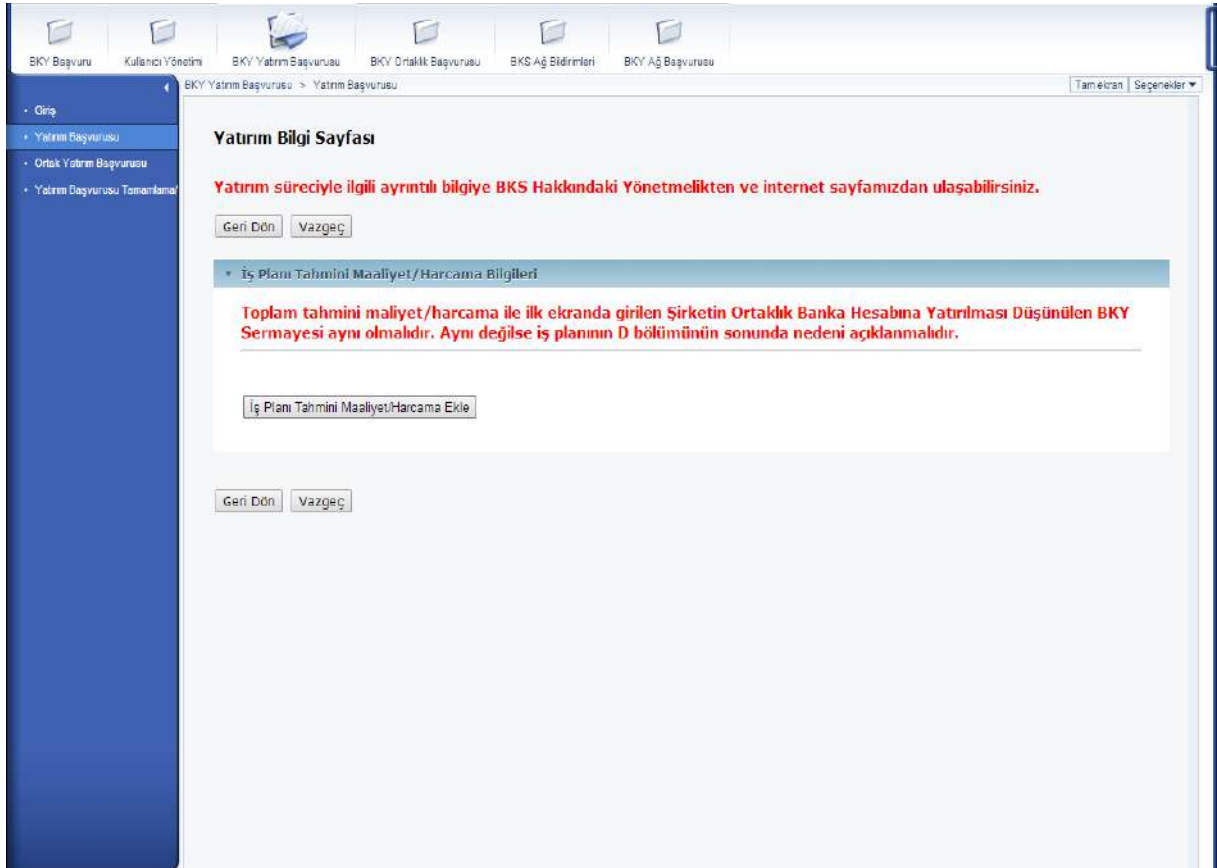 BKY Başvuru
Kullanıcı Yönetimi
BKY Yatırım Başvurusu
BKY Ortaklık Başvurusu
BKS Ağ Bildirimleri
BKY Ağ Başvurusu
BKY Yatırım Başvurusu > Yatırım Başvurusu
Tam ekran
Seçenekler
Giriş
Yatırım Başvurusu
Ortak Yatırım Başvurusu
Yatırım Başvurusu Tamamlama/
Yatırım Bilgi Sayfası
Yatırım süreciyle ilgili ayrıntılı bilgiye BKS Hakkındaki Yönetmelikten ve internet sayfamızdan ulaşabilirsiniz.
Geri Dön
Vazgeç
İş Planı Tahmini Maaliyet/Harcama Bilgileri
Toplam tahmini maliyet/harcama ile ilk ekranda girilen Şirketin Ortaklık Banka Hesabına Yatırılması Düşünülen BKY
Sermayesi aynı olmalıdır. Aynı değilse iş planının D bölümünün sonunda nedeni açıklanmalıdır.
İş Planı Tahmini Maaliyet/Harcama Ekle
Geri Dön
Vazgeç